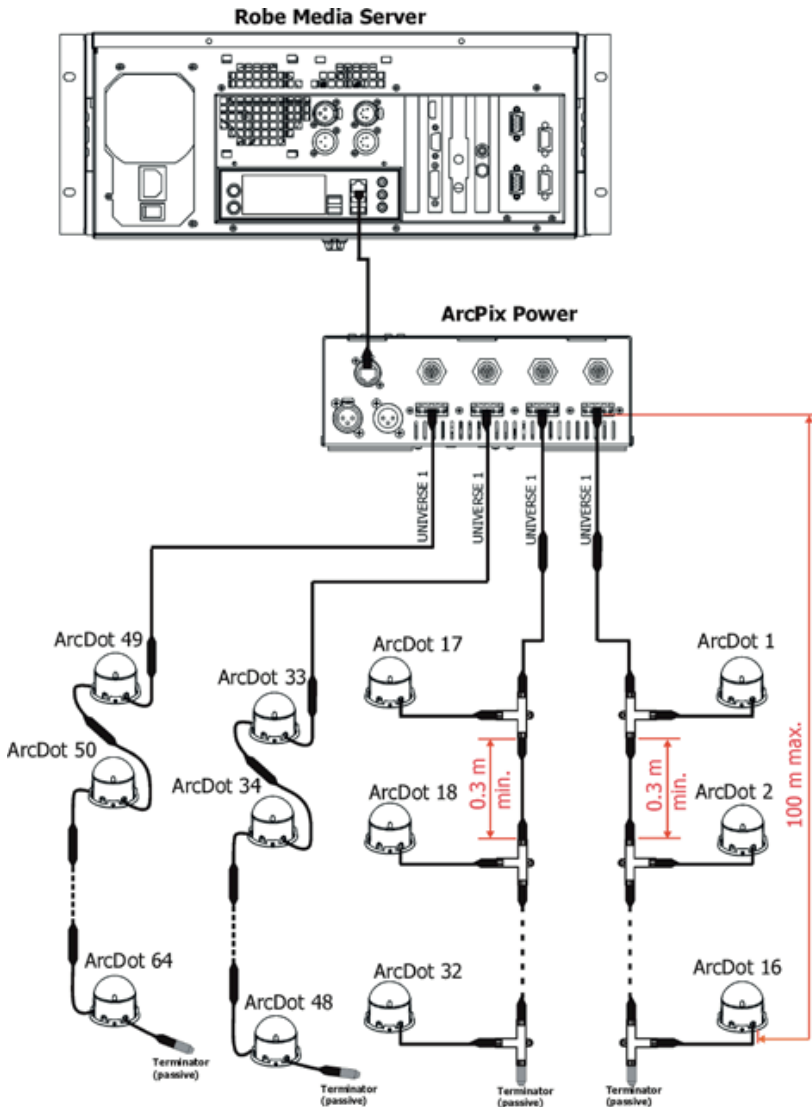 Robe Media Server
ArcPix Power
UNIVERSE 1
UNIVERSE 1
UNIVERSE 1
UNIVERSE 1
ArcDot 49
ArcDot 33
ArcDot 17
ArcDot 1
ArcDot 50
ArcDot 34
ArcDot 18
ArcDot 2
0.3 m
min.
0.3 m
min.
100 m max.
ArcDot 64
ArcDot 48
ArcDot 32
ArcDot 16
Terminator
(passive)
Terminator
(passive)
Terminator
(passive)
Terminator
(passive)